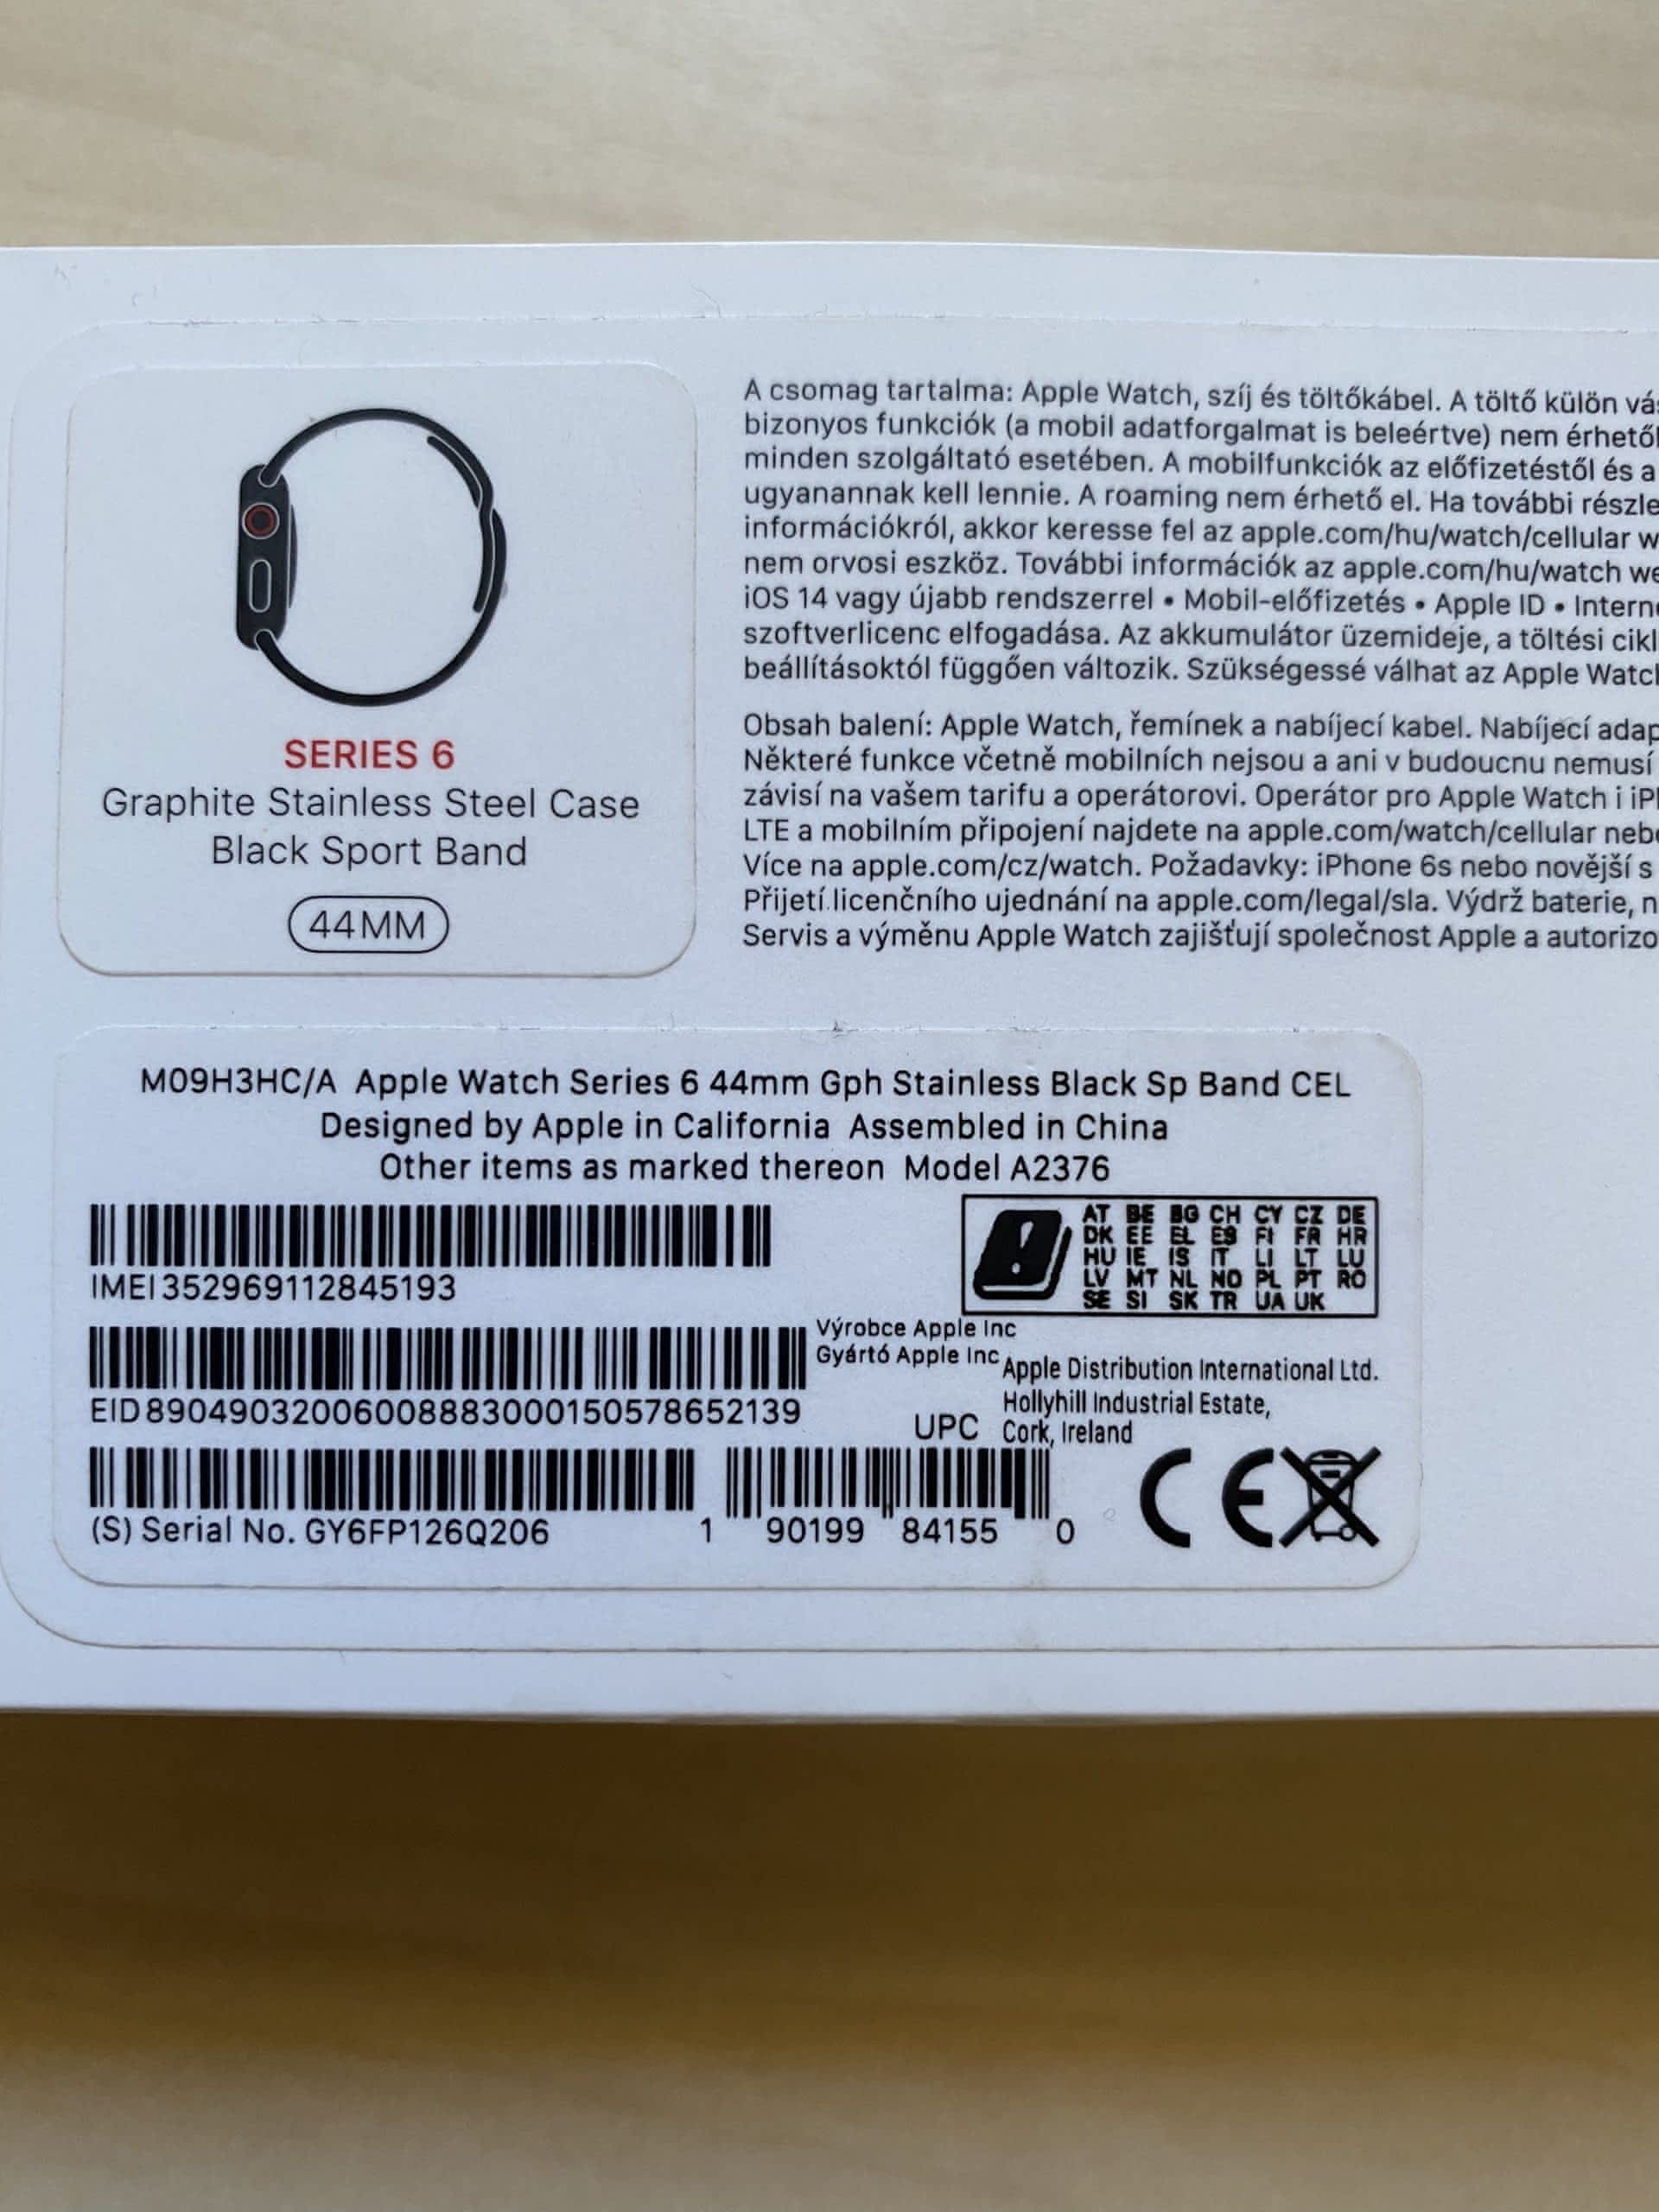 SERIES 6
Graphite Stainless Steel Case
Black Sport Band
44MM
A csomag tartalma: Apple Watch, szíj és töltőkábel. A töltő külön
bizonyos funkciók (a mobil adatforgalmat is beleértve) nem
minden szolgáltató esetében. A mobilfunkciók az előfizetéstől és a
ugyanannak kell lennie. A roaming nem érhető el. Ha további
információkról, akkor keresse fel az apple.com/hu/watch/cellular
nem orvosi eszköz. További információk az apple.com/hu/watch
iOS 14 vagy újabb rendszerrel • Mobil-előfizetés • Apple ID •
szoftverlicenc elfogadása. Az akkumulátor üzemideje, a töltési
beállításoktól függően változik. Szükségessé válhat az Apple
Obsah balení: Apple Watch, řemínek a nabíjecí kabel. Nabíjecí
Některé funkce včetně mobilních nejsou a ani v budoucnu nemusí
závisí na vašem tarifu a operátorovi. Operátor pro Apple Watch i
LTE a mobilním připojení najdete na apple.com/watch/cellular
Více na apple.com/cz/watch. Požadavky: iPhone 6s nebo novější s
Přijetí licenčního ujednání na apple.com/legal/sla. Výdrž baterie,
Servis a výměnu Apple Watch zajišťují společnost Apple a
M09H3HC/A Apple Watch Series 6 44mm Gph Stainless Black Sp Band CEL
Designed by Apple in California Assembled in China
Other items as marked thereon Model A2376
IMEI 352969112845193
AT BE BG CH CY CZ DE
DK EE EL ES FI FR HR
HU IE IS IT LI LT LU
LV MT NL NO PL PT RO
SE SI SK TR UA UK
Výrobce Apple Inc
Gyártó Apple Inc
Apple Distribution International Ltd.
Hollyhill Industrial Estate,
Cork, Ireland
EID 89049032006008883000150578652139
UPC
(S) Serial No. GY6FP126Q206
1 90199 84155 0
CE